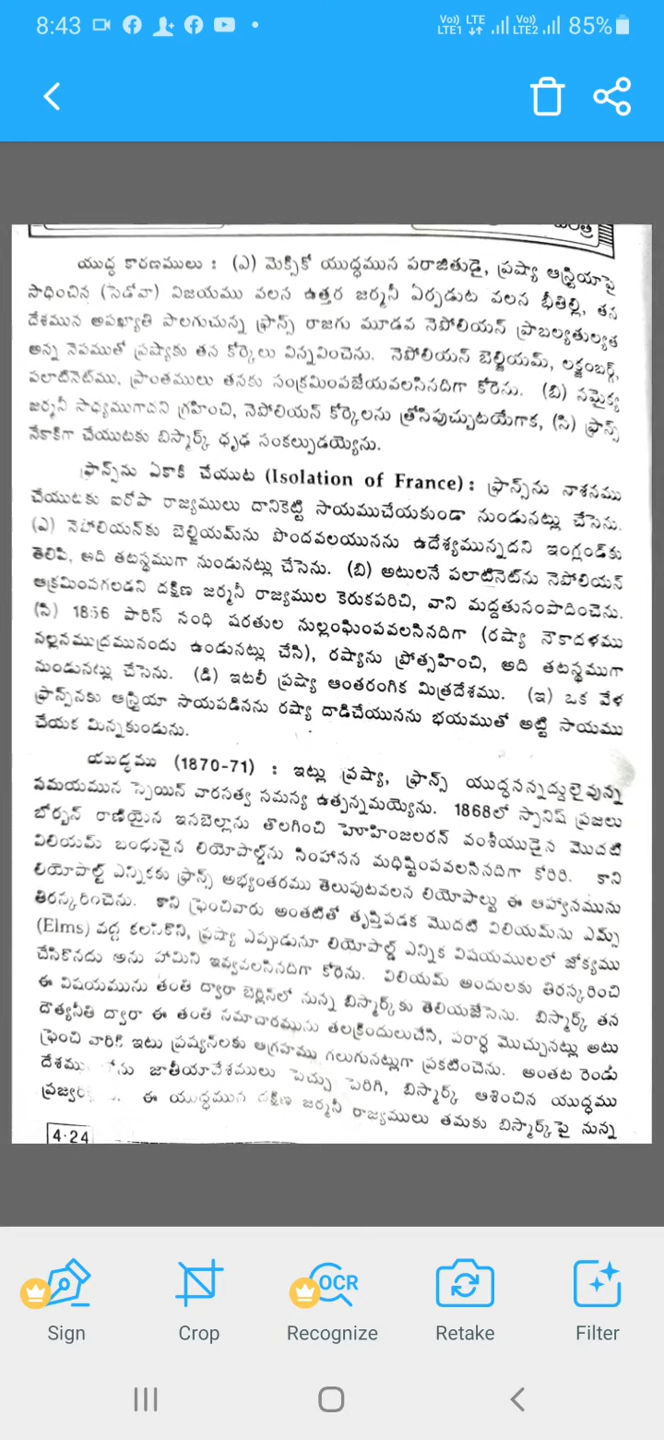 8:43
Vo) LTE Vo)
LTE1 LTE2 85%
యుద్ధ కారణములు : (ఎ) మెక్సికో యుద్ధమున పరాజితుడై, ప్రష్యా ఆస్ట్రియాపై
సాధించిన (సెడోవా) విజయము వలన ఉత్తర జర్మనీ ఏర్పడుట వలన భీతిల్లి, తన
దేశమున అపఖ్యాతి పాలగుచున్న ఫ్రాన్స్ రాజగు మూడవ నెపోలియన్ ప్రాబల్యతుల్యత
అన్న నెపముతో ప్రష్యాకు తన కోర్కెలు విన్నవించెను. నెపోలియన్ బెల్జియమ్, లక్జంబర్గ్,
పలాటినెట్‌ము, ప్రాంతములు తనకు సంక్రమింపజేయవలసినదిగా కోరెను. (బి) సమైక్య
జర్మనీ సాధ్యముగాదని గ్రహించి, నెపోలియన్ కోర్కెలను త్రోసిపుచ్చుటయేగాక, (సి) ఫ్రాన్స్
నేకాకిగా చేయుటకు బిస్మార్క్ ధృఢ సంకల్పుడయ్యెను.
ఫ్రాన్స్‌ను ఏకాకి చేయుట (Isolation of France) : ఫ్రాన్స్‌ను నాశనము
చేయుటకు ఐరోపా రాజ్యములు దానికెట్టి సాయముచేయకుండా నుండునట్లు చేసెను.
(ఎ) నెపోలియన్‌కు బెల్జియమ్‌ను పొందవలయునను ఉదేశ్యమున్నదని ఇంగ్లండ్‌కు
తెలిపి, అది తటస్థముగా నుండునట్లు చేసెను. (బి) అటులనే పలాటినెట్‌ను నెపోలియన్
ఆక్రమింపగలడని దక్షిణ జర్మనీ రాజ్యముల కెరుకపరిచి, వాని మద్దతునంపాదించెను.
(సి) 1856 పారిస్ సంధి షరతుల నుల్లంఘింపవలసినదిగా (రష్యా నౌకాదళము
నల్లనముద్రమునందు ఉండునట్లు చేసి), రష్యాను ప్రోత్సహించి, అది తటస్థముగా
నుండునట్లు చేసెను. (డి) ఇటలీ ప్రష్యా ఆంతరంగిక మిత్రదేశము. (ఇ) ఒక వేళ
ఫ్రాన్స్‌నకు ఆస్ట్రియా సాయపడినను రష్యా దాడిచేయునను భయముతో అట్టి సాయము
చేయక మిన్నకుండును.
యుద్ధము (1870-71) : ఇట్లు ప్రష్యా, ఫ్రాన్స్ యుద్ధసన్నద్దులైవున్న
సమయమున స్పెయిన్ వారసత్వ సమస్య ఉత్పన్నమయ్యెను. 1868లో స్పానిష్ ప్రజలు
బోర్బన్ రాణియైన ఇసబెల్లాను తొలగించి హోహింజలరన్ వంశీయుడైన మొదటి
విలియమ్ బంధువైన లియోపాల్డ్‌ను సింహాసన మధిష్టింపవలసినదిగా కోరిరి. కాని
లియోపాల్డ్ ఎన్నికకు ఫ్రాన్స్ అభ్యంతరము తెలుపుటవలన లియోపాల్డు ఈ ఆహ్వానమును
తిరస్కరించెను. కాని ఫ్రెంచివారు అంతటితో తృప్తిపడక మొదటి విలియమ్‌ను ఎమ్స్
(Elms) వద్ద కలసికొని, ప్రష్యా ఎప్పుడునూ లియోపాల్డ్ ఎన్నిక విషయములలో జోక్యము
చేసికొనదు అను హామిని ఇవ్వవలసినదిగా కోరెను. విలియమ్ అందులకు తిరస్కరించి
ఈ విషయమును తంతి ద్వారా బెర్లిన్‌లో నున్న బిస్మార్క్‌కు తెలియజేసెను. బిస్మార్క్ తన
దౌత్యనీతి ద్వారా ఈ తంతి సమాచారమును తలక్రిందులుచేసి, పరార్థ మొచ్చునట్లు అటు
ఫ్రెంచి వారికి ఇటు ప్రష్యన్‌లకు ఆగ్రహము గలుగునట్లుగా ప్రకటించెను. అంతట రెండు
జాతీయావేశములు పెచ్చు పెరిగి, బిస్మార్క్ ఆశించిన యుద్ధము
ఈ యుద్ధమున దక్షిణ జర్మనీ రాజ్యములు తమకు బిస్మార్క్‌పై నున్న
4·24
Sign Crop OCR Recognize Retake Filter